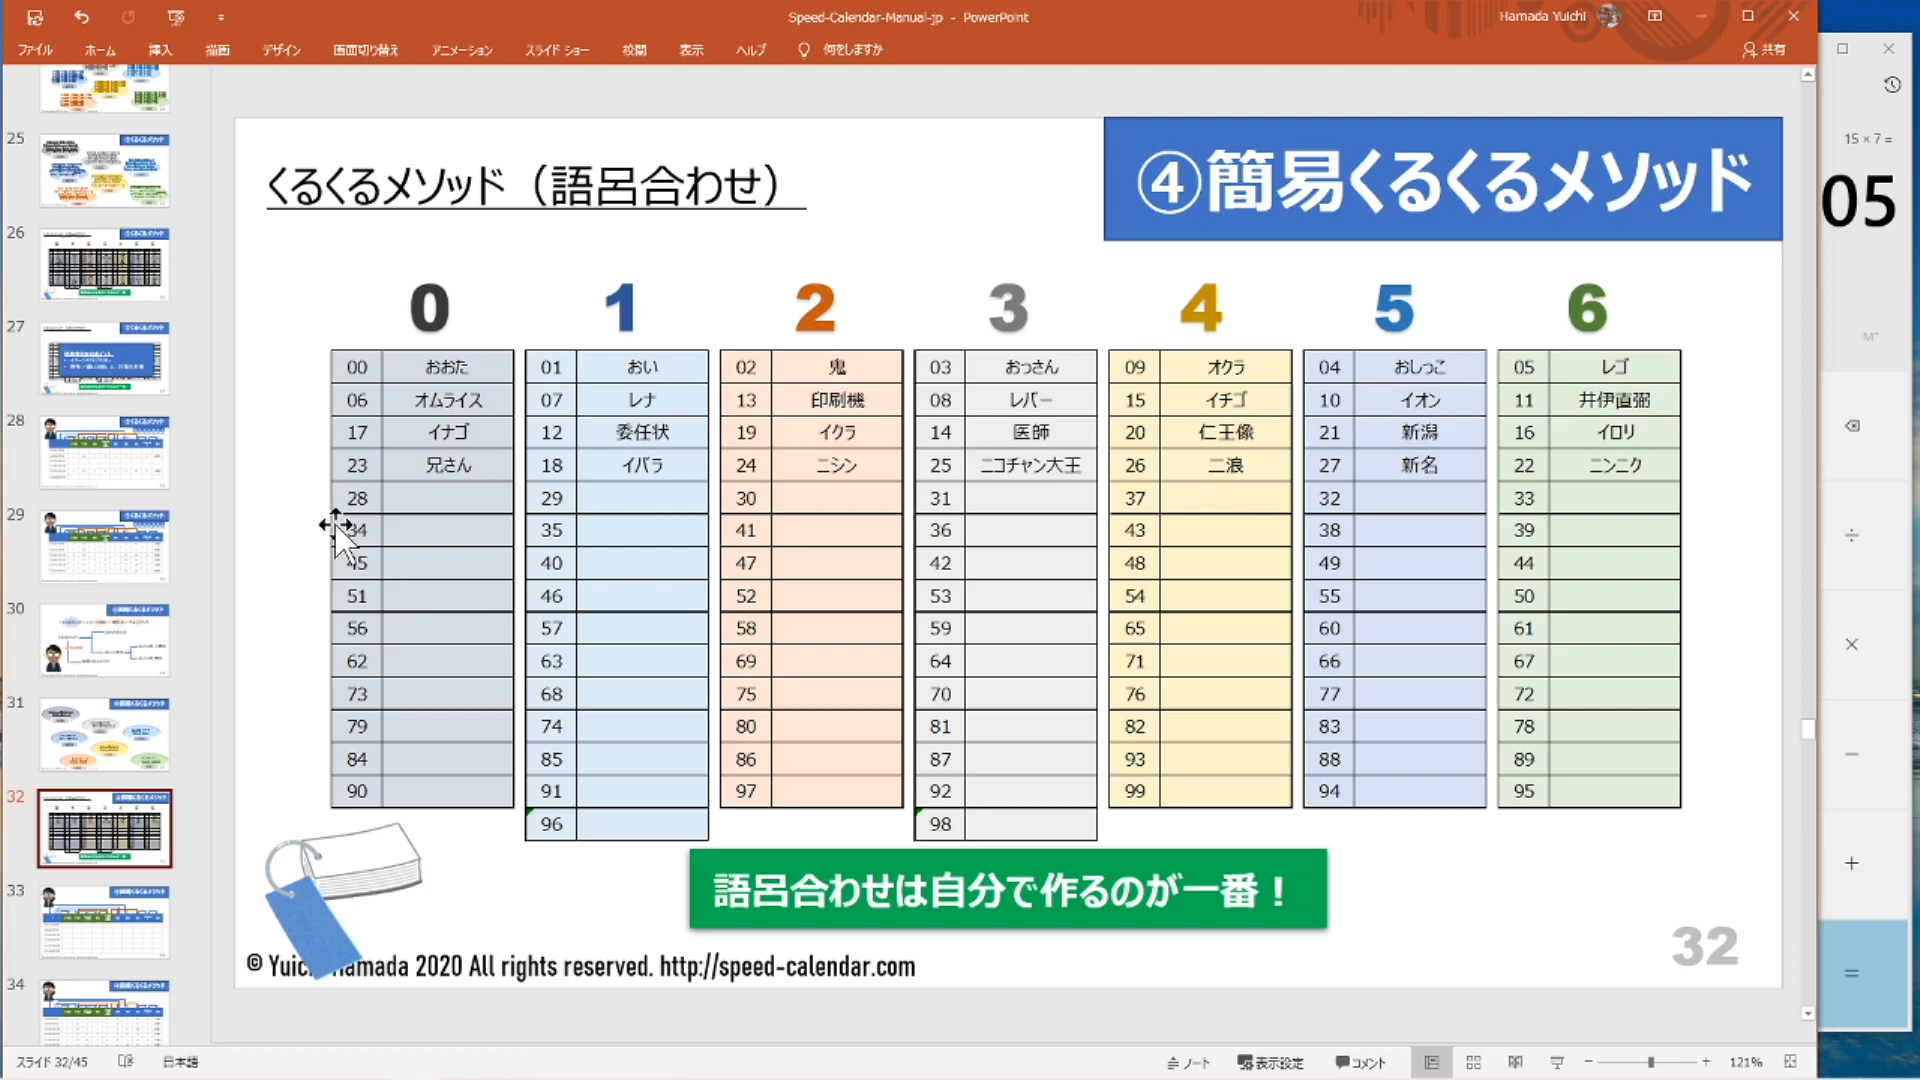 Speed-Calendar-Manual-jp - PowerPoint
Hamada Yuichi
ファイル ホーム 挿入 描画 デザイン 画面切り替え アニメーション スライド ショー 校閲 表示 ヘルプ 何をしますか 共有
15 × 7 =
05
くるくるメソッド（語呂合わせ）
④簡易くるくるメソッド
0 1 2 3 4 5 6
00 おおた 01 おい 02 鬼 03 おっさん 09 オクラ 04 おしっこ 05 レゴ
06 オムライス 07 レナ 13 印刷機 08 レバー 15 イチゴ 10 イオン 11 井伊直弼
17 イナゴ 12 委任状 19 イクラ 14 医師 20 仁王像 21 新潟 16 イロリ
23 兄さん 18 イバラ 24 ニシン 25 ニコチャン大王 26 二浪 27 新名 22 ニンニク
28 29 30 31 37 32 33
34 35 41 36 43 38 39
45 40 47 42 48 49 44
51 46 52 53 54 55 50
56 57 58 59 65 60 61
62 63 69 64 71 66 67
73 68 75 70 76 77 72
79 74 80 81 82 83 78
84 85 86 87 93 88 89
90 91 97 92 99 94 95
96 98
語呂合わせは自分で作るのが一番！
32
© Yuichi Hamada 2020 All rights reserved. http://speed-calendar.com
25
26
27
28
29
30
31
32
33
34
M
÷
×
−
+
=
スライド 32/45 日本語 ノート 表示設定 コメント − + 121%